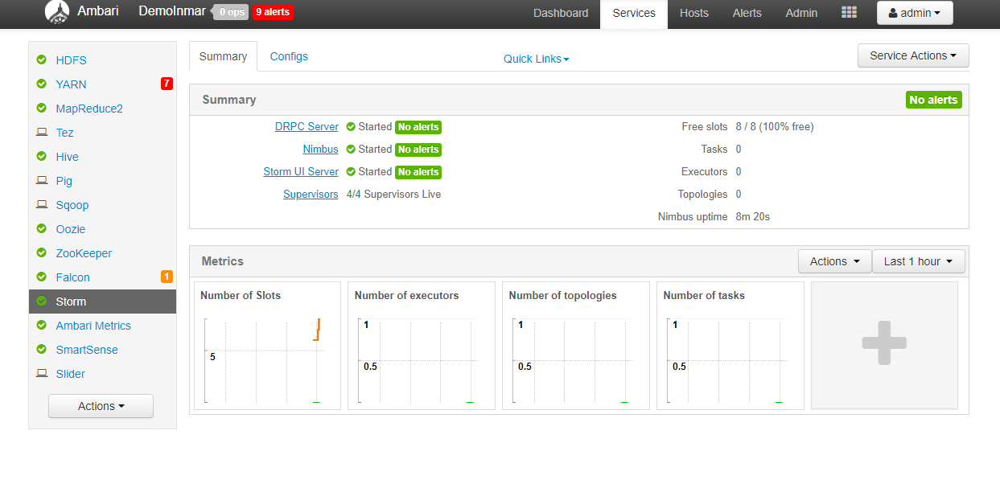 Ambari DemoInmar 0 ops 9 alerts Dashboard Services Hosts Alerts Admin admin
HDFS
YARN 7
MapReduce2
Tez
Hive
Pig
Sqoop
Oozie
ZooKeeper
Falcon 1
Storm
Ambari Metrics
SmartSense
Slider
Actions
Summary Configs Quick Links Service Actions
Summary No alerts
DRPC Server Started No alerts
Nimbus Started No alerts
Storm UI Server Started No alerts
Supervisors 4/4 Supervisors Live
Free slots 8 / 8 (100% free)
Tasks 0
Executors 0
Topologies 0
Nimbus uptime 8m 20s
Metrics Actions Last 1 hour
Number of Slots
5
Number of executors
1
0.5
Number of topologies
1
0.5
Number of tasks
1
0.5